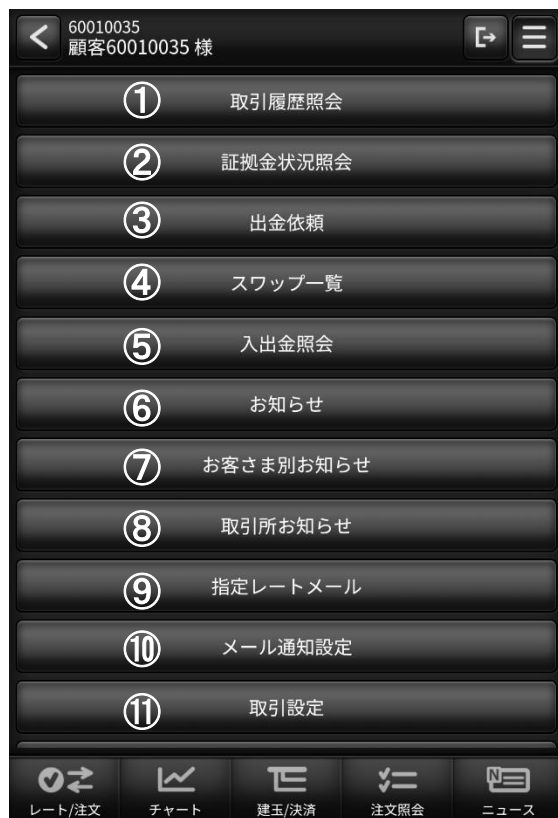 60010035
顧客60010035 様
① 取引履歴照会
② 証拠金状況照会
③ 出金依頼
④ スワップ一覧
⑤ 入出金照会
⑥ お知らせ
⑦ お客さま別お知らせ
⑧ 取引所お知らせ
⑨ 指定レートメール
⑩ メール通知設定
⑪ 取引設定
N
レート/注文 チャート 建玉/決済 注文照会 ニュース